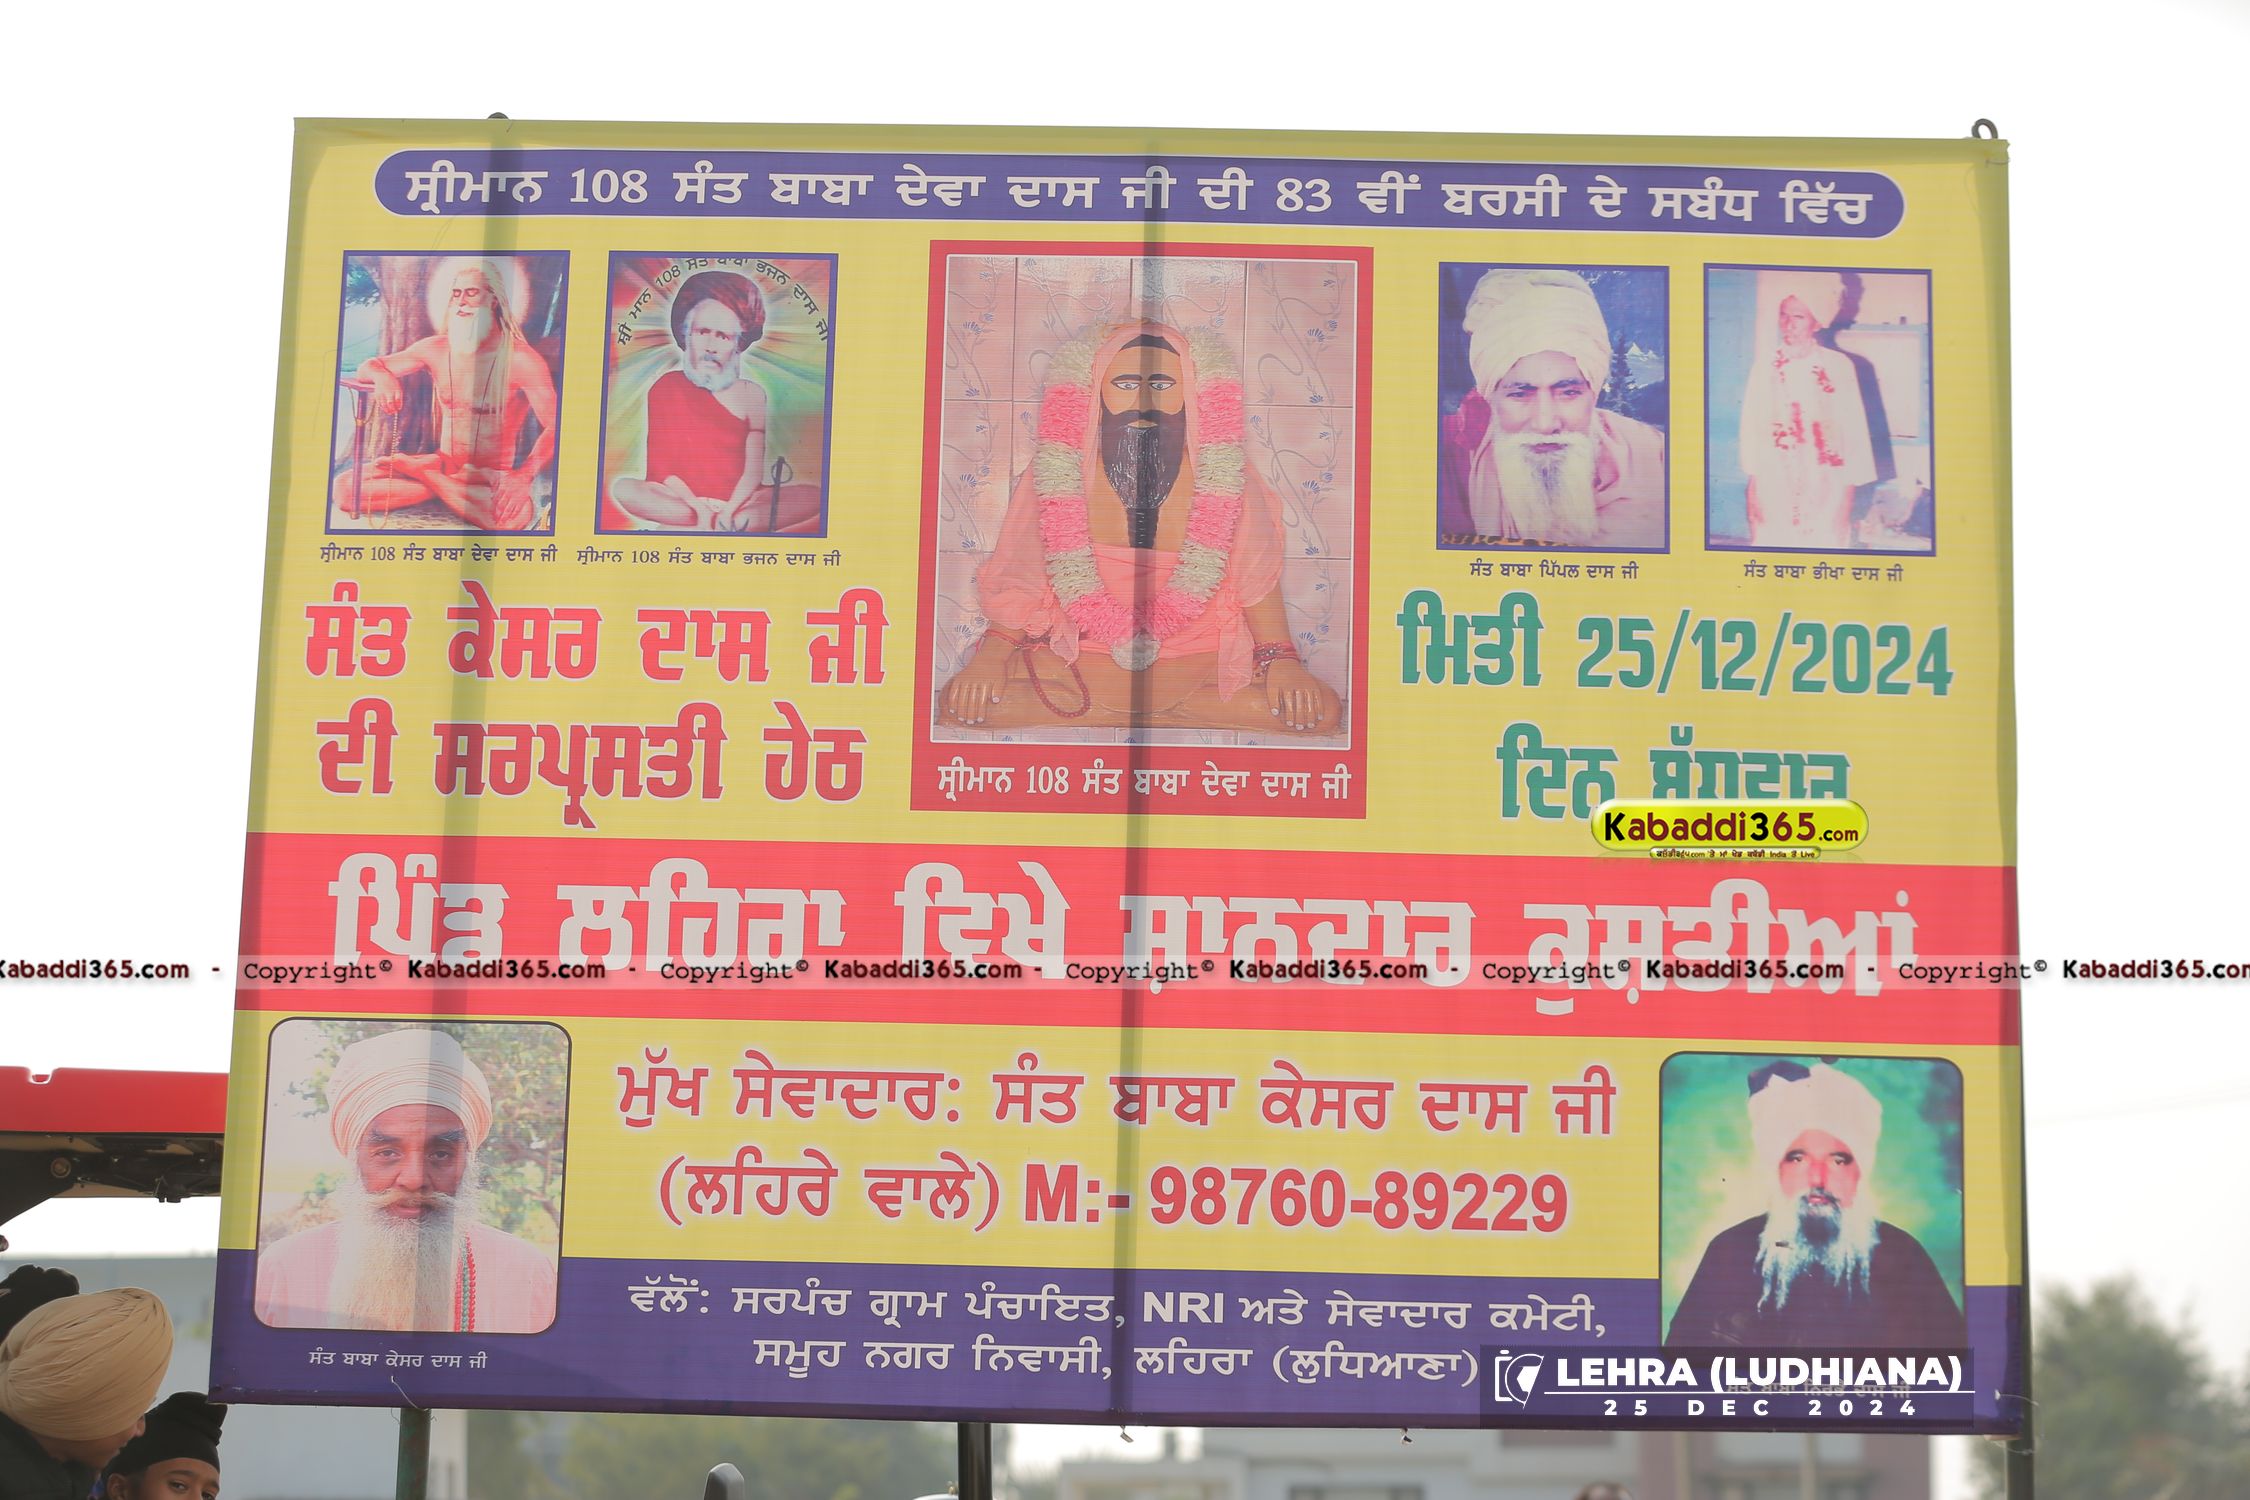 ਸ੍ਰੀਮਾਨ 108 ਸੰਤ ਬਾਬਾ ਦੇਵਾ ਦਾਸ ਜੀ ਦੀ 83 ਵੀਂ ਬਰਸੀ ਦੇ ਸਬੰਧ ਵਿੱਚ
ਸ਼੍ਰੀ ਮਾਨ 108 ਸੰਤ ਬਾਬਾ ਭਜਨ ਦਾਸ ਜੀ
ਸ੍ਰੀਮਾਨ 108 ਸੰਤ ਬਾਬਾ ਦੇਵਾ ਦਾਸ ਜੀ
ਸ੍ਰੀਮਾਨ 108 ਸੰਤ ਬਾਬਾ ਭਜਨ ਦਾਸ ਜੀ
ਸੰਤ ਬਾਬਾ ਪਿੱਪਲ ਦਾਸ ਜੀ
ਸੰਤ ਬਾਬਾ ਭੀਖਾ ਦਾਸ ਜੀ
ਸੰਤ ਕੇਸਰ ਦਾਸ ਜੀ
ਦੀ ਸਰਪ੍ਰਸਤੀ ਹੇਠ
ਸ੍ਰੀਮਾਨ 108 ਸੰਤ ਬਾਬਾ ਦੇਵਾ ਦਾਸ ਜੀ
ਮਿਤੀ 25/12/2024
ਦਿਨ ਬੁੱਧਵਾਰ
Kabaddi365.com
ਪਿੰਡ ਲਹਿਰਾ ਵਿਖੇ ਸ਼ਾਨਦਾਰ ਕੁਸ਼ਤੀਆਂ
Kabaddi365.com - Copyright© Kabaddi365.com - Copyright© Kabaddi365.com - Copyright© Kabaddi365.com - Copyright© Kabaddi365.com - Copyright© Kabaddi365.com
ਮੁੱਖ ਸੇਵਾਦਾਰ: ਸੰਤ ਬਾਬਾ ਕੇਸਰ ਦਾਸ ਜੀ
(ਲਹਿਰੇ ਵਾਲੇ) M:- 98760-89229
ਵੱਲੋਂ: ਸਰਪੰਚ ਗ੍ਰਾਮ ਪੰਚਾਇਤ, NRI ਅਤੇ ਸੇਵਾਦਾਰ ਕਮੇਟੀ,
ਸਮੂਹ ਨਗਰ ਨਿਵਾਸੀ, ਲਹਿਰਾ (ਲੁਧਿਆਣਾ)
ਸੰਤ ਬਾਬਾ ਕੇਸਰ ਦਾਸ ਜੀ
LEHRA (LUDHIANA)
25 DEC 2024